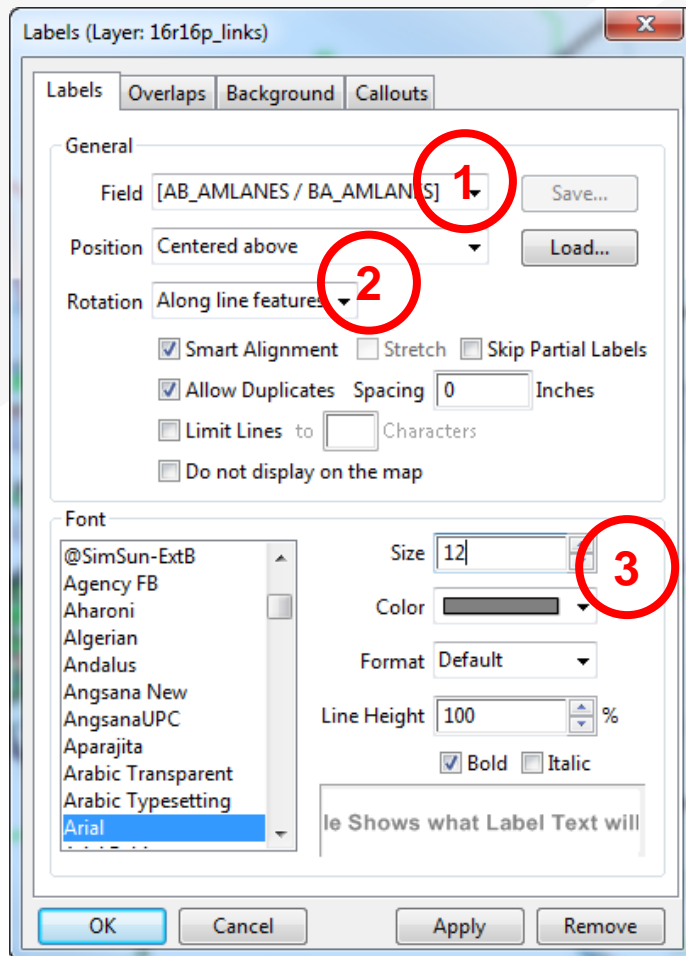 Labels (Layer: 16r16p_links)
Labels Overlaps Background Callouts
General
Field [AB_AMLANES / BA_AMLANES] 1 Save...
Position Centered above Load...
Rotation Along line features 2
Smart Alignment Stretch Skip Partial Labels
Allow Duplicates Spacing 0 Inches
Limit Lines to Characters
Do not display on the map
Font
@SimSun-ExtB
Agency FB
Aharoni
Algerian
Andalus
Angsana New
AngsanaUPC
Aparajita
Arabic Transparent
Arabic Typesetting
Arial
Size 12 3
Color
Format Default
Line Height 100 %
Bold Italic
le Shows what Label Text will
OK Cancel Apply Remove